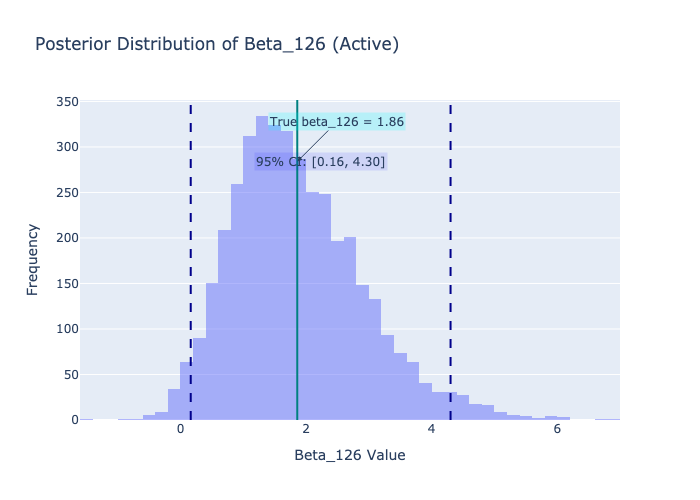 Posterior Distribution of Beta_126 (Active)
350
300
250
200
150
100
50
0
Frequency
True beta_126 = 1.86
95% CI: [0.16, 4.30]
0
2
4
6
Beta_126 Value